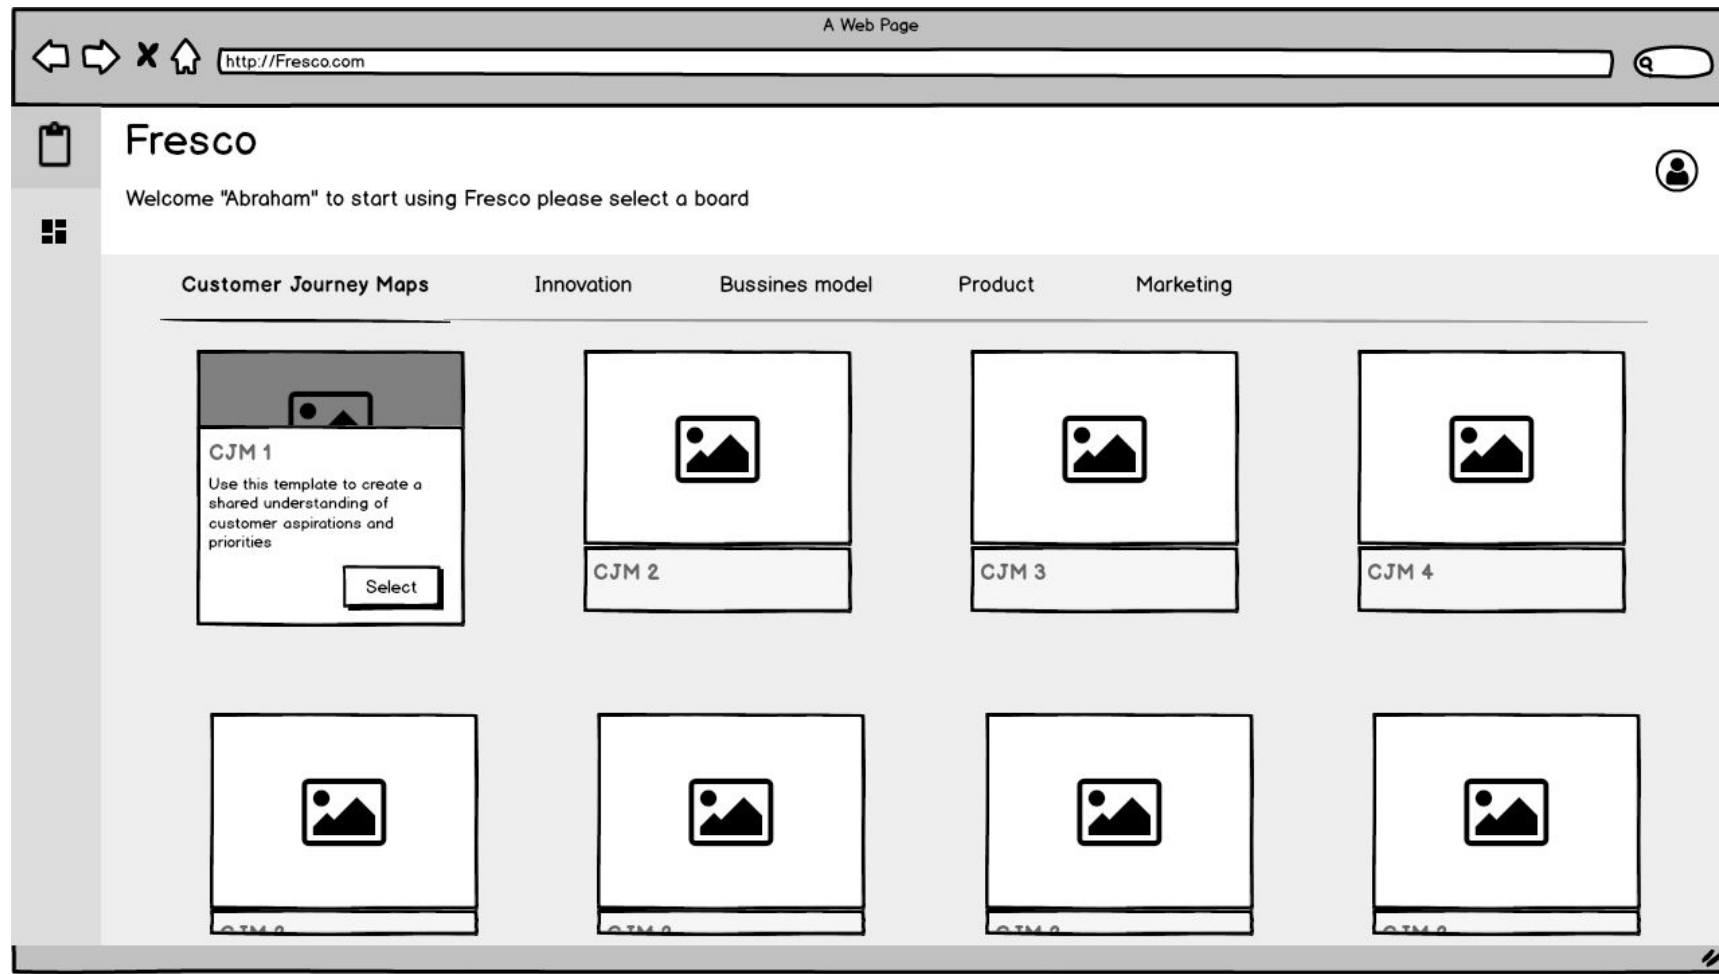 A Web Page
http://Fresco.com
Fresco
Welcome "Abraham" to start using Fresco please select a board
Customer Journey Maps Innovation Bussines model Product Marketing
CJM 1
Use this template to create a
shared understanding of
customer aspirations and
priorities
Select
CJM 2
CJM 3
CJM 4